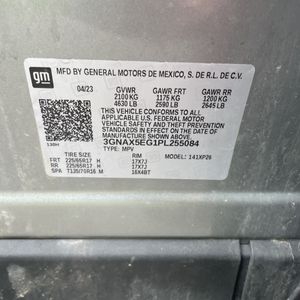 gm
MFD BY GENERAL MOTORS DE MEXICO, S. DE R.L. DE C.V.
04/23 GVWR GAWR FRT GAWR RR
2100 KG 1175 KG 1200 KG
4630 LB 2590 LB 2645 LB
THIS VEHICLE CONFORMS TO ALL
APPLICABLE U.S. FEDERAL MOTOR
VEHICLE SAFETY AND THEFT
PREVENTION STANDARDS IN EFFECT
ON THE DATE OF MANUFACTURE
SHOWN ABOVE.
3GNAX5EG1PL255084
TYPE: MPV MODEL: 141XP26
TIRE SIZE RIM
FRT 225/65R17 H 17X7J
RR 225/65R17 H 17X7J
SPA T135/70R16 M 16X4BT